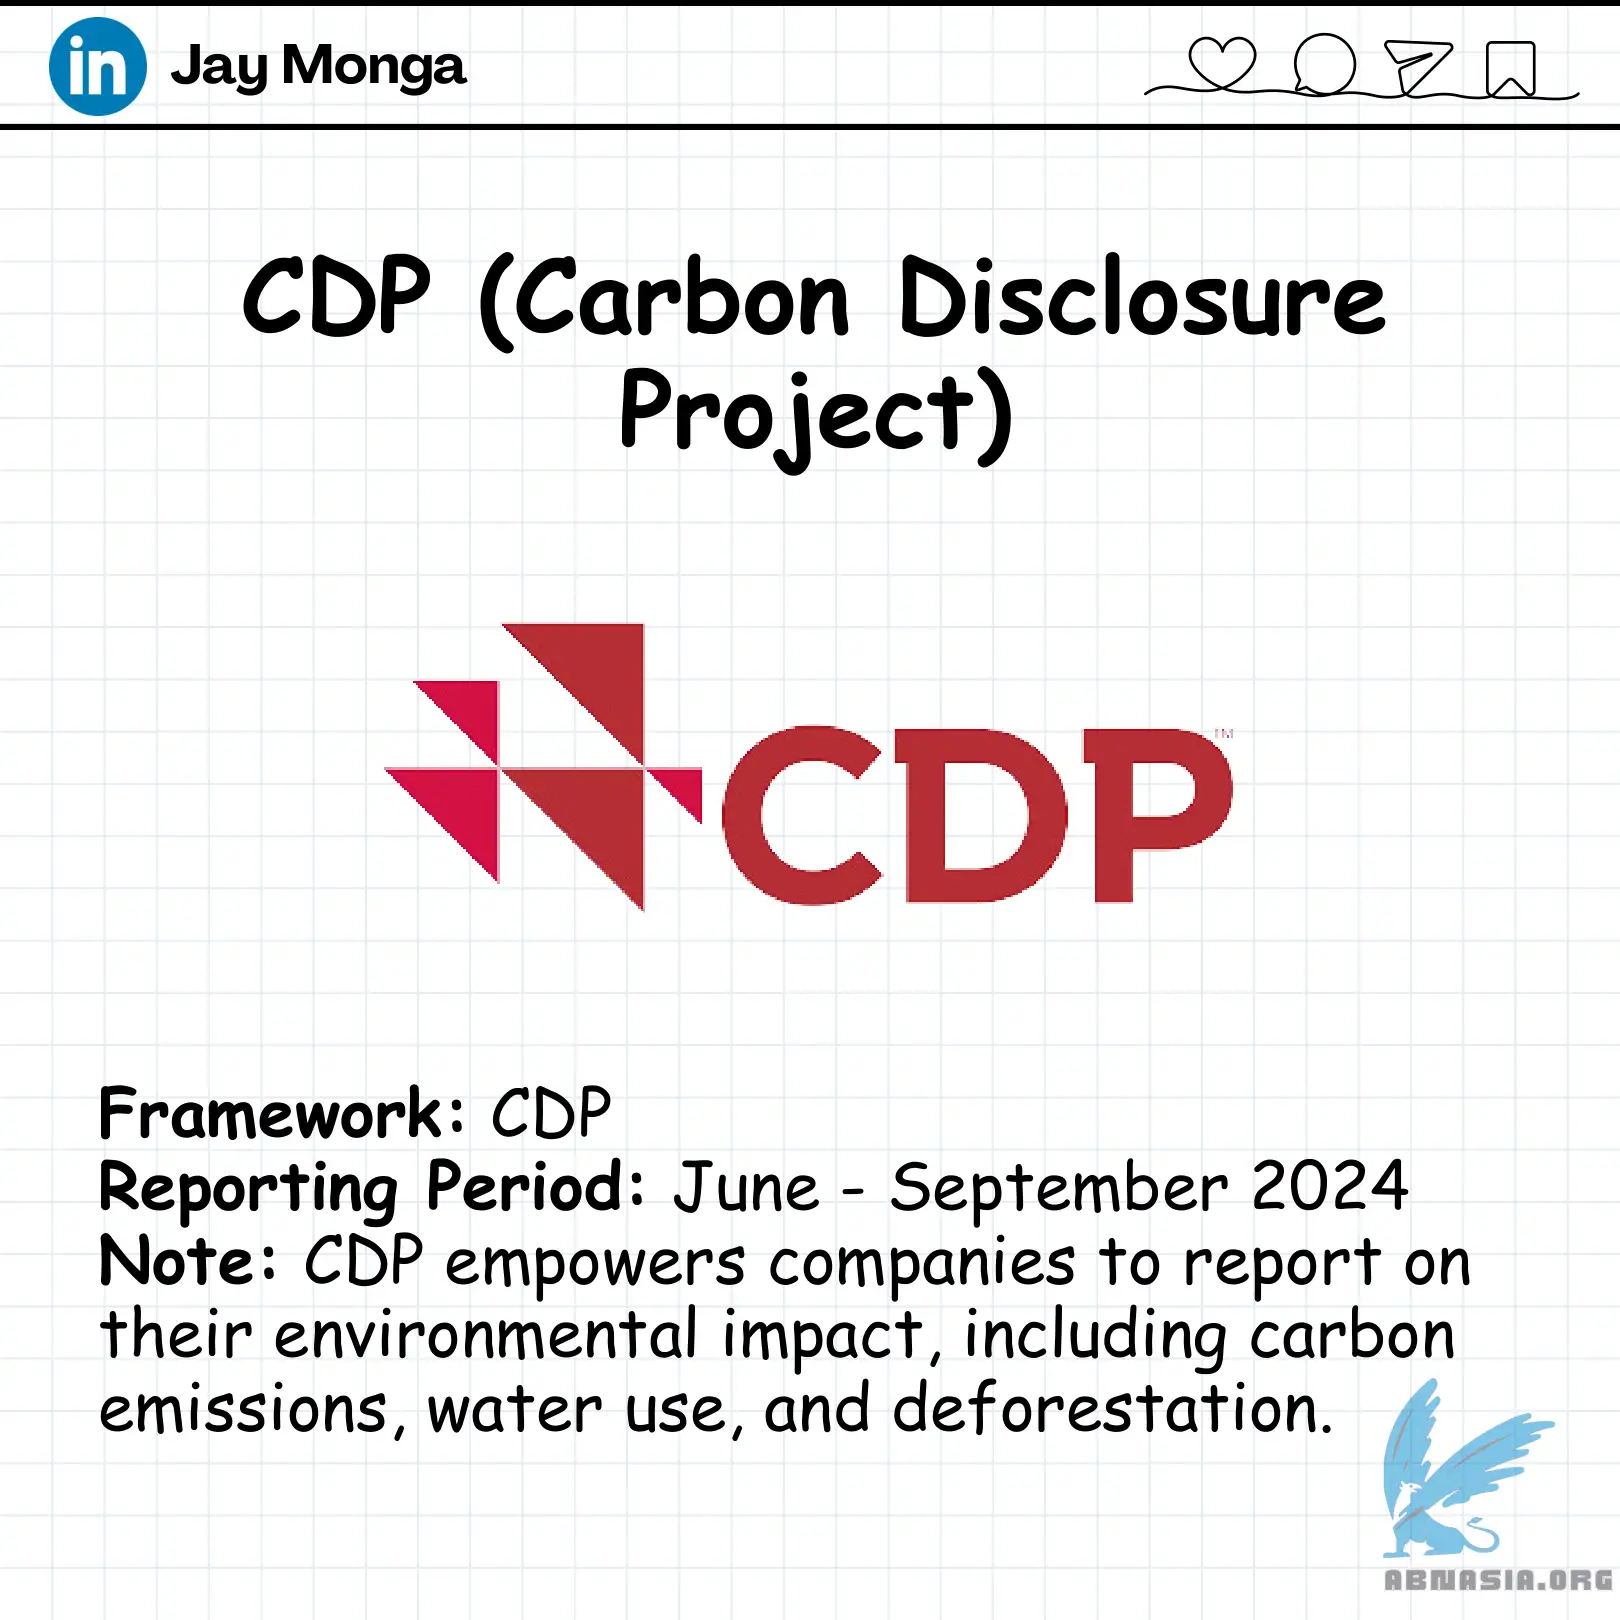 in Jay Monga
CDP (Carbon Disclosure
Project)
CDP™
Framework: CDP
Reporting Period: June - September 2024
Note: CDP empowers companies to report on
their environmental impact, including carbon
emissions, water use, and deforestation.
ABNASIA.ORG